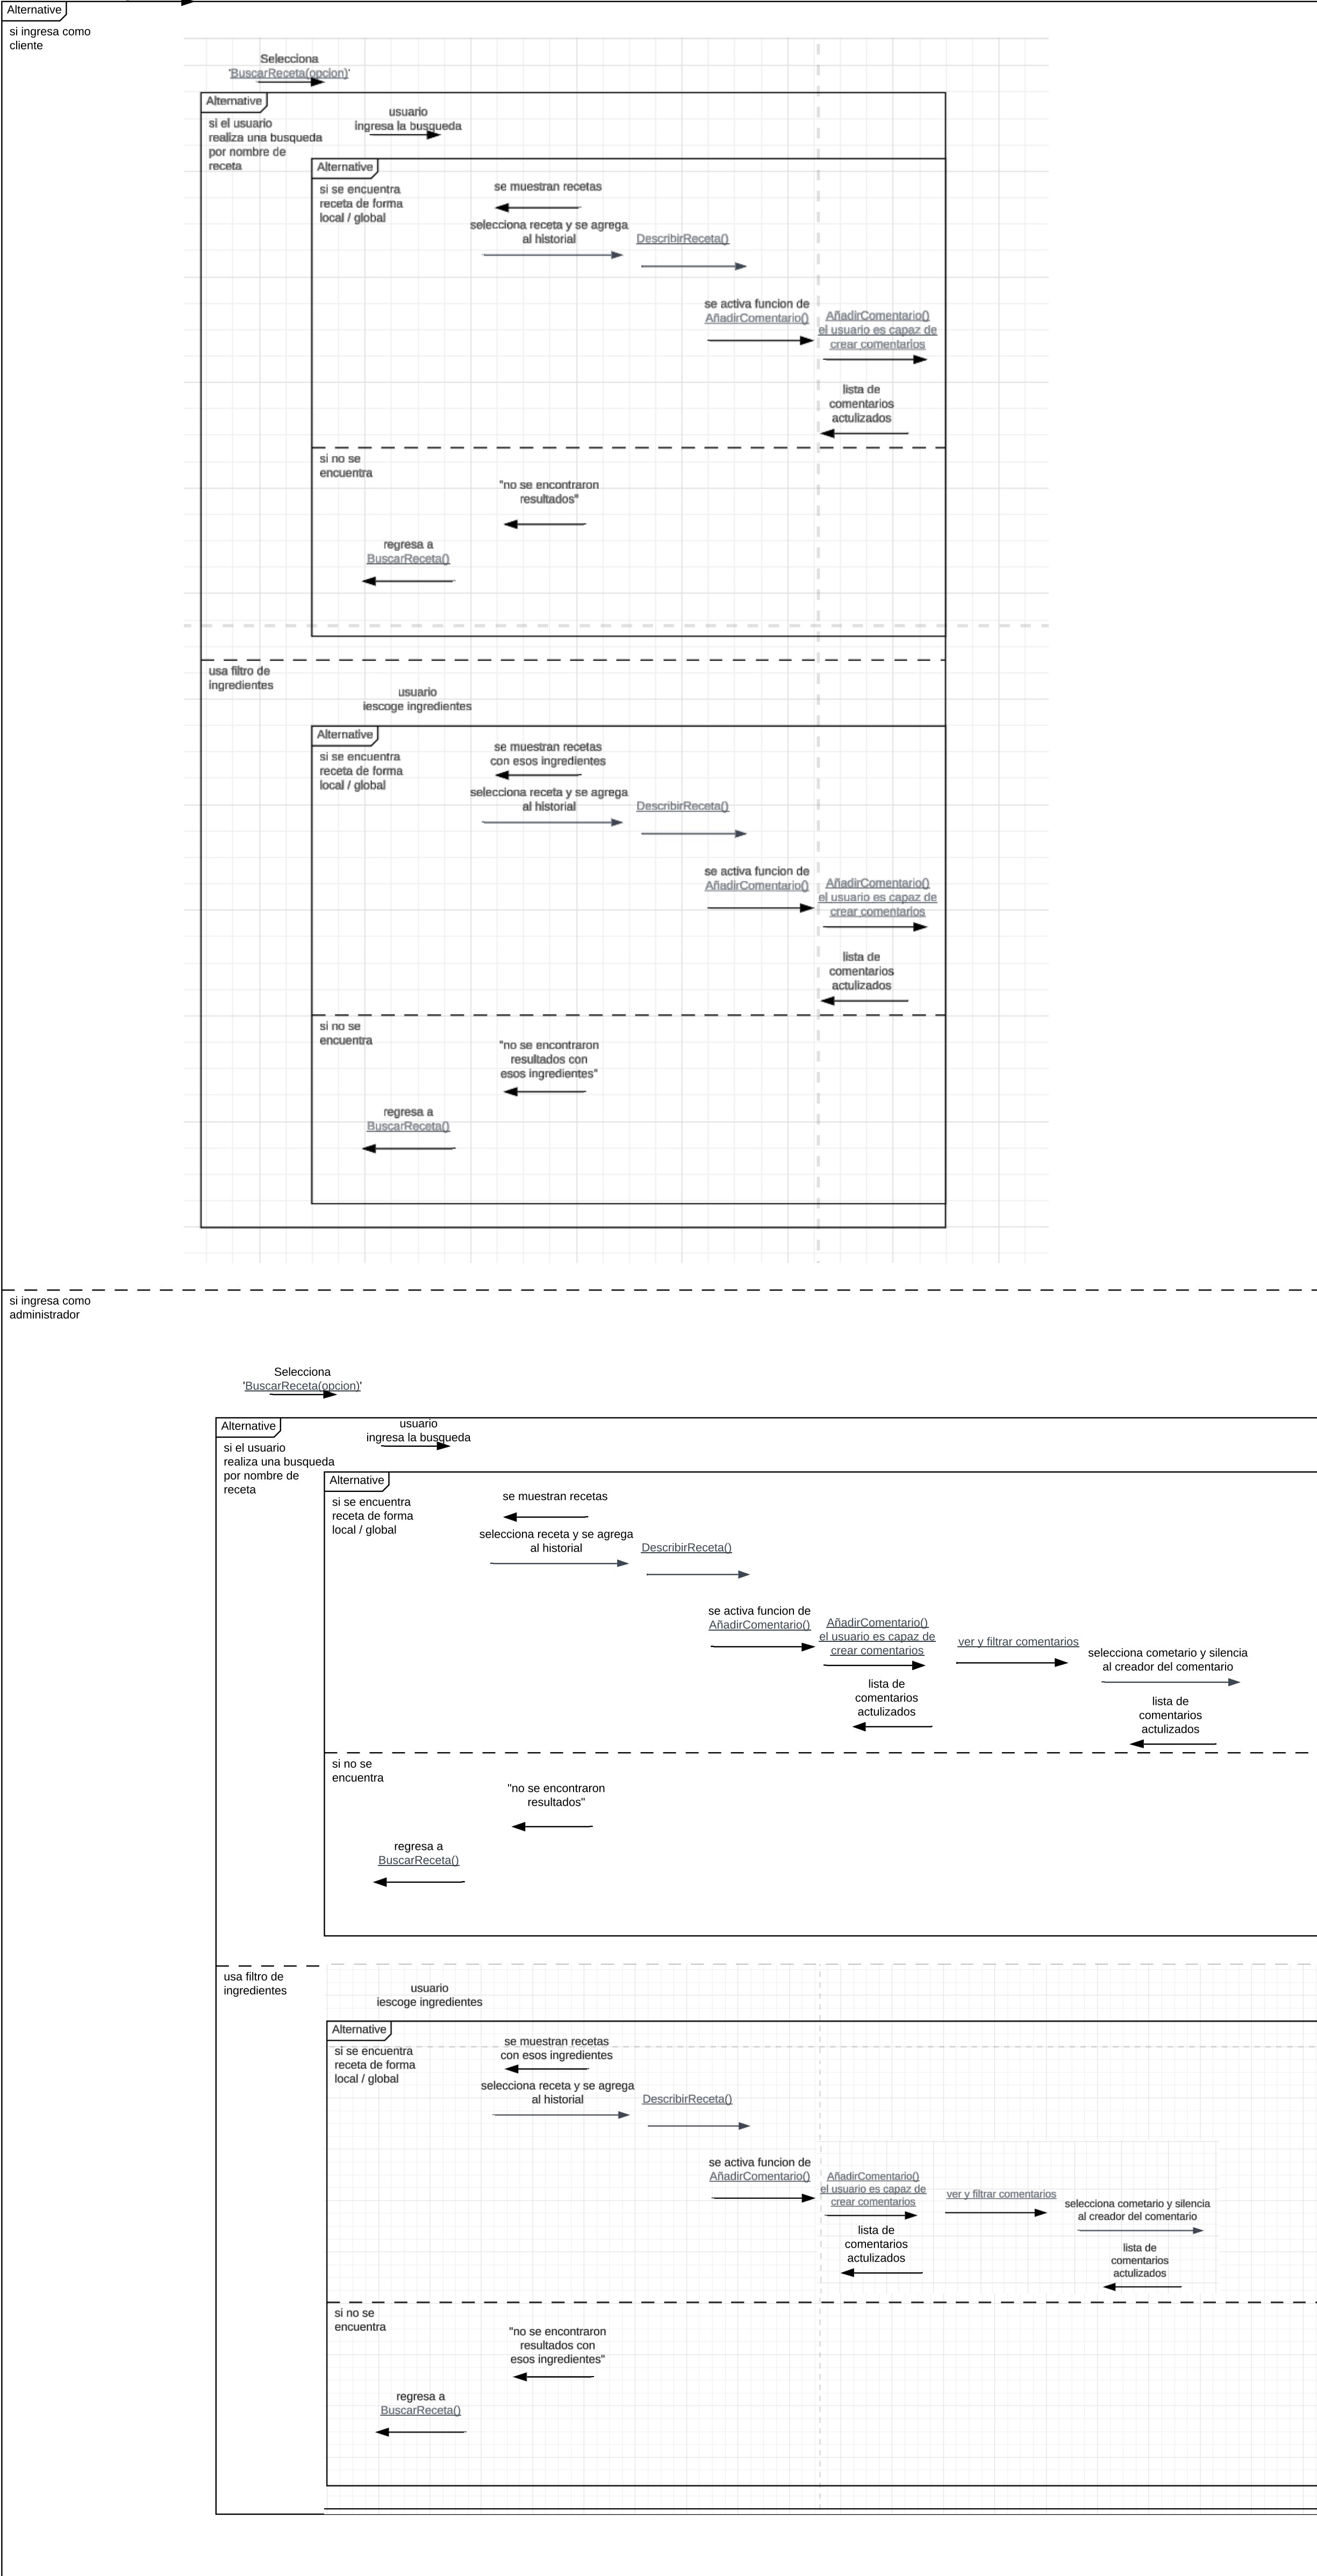 Alternative
si ingresa como
cliente
Selecciona
'BuscarReceta(opcion)'
Alternative
si el usuario
realiza una busqueda
por nombre de
receta
usuario
ingresa la busqueda
Alternative
si se encuentra
receta de forma
local / global
se muestran recetas
selecciona receta y se agrega
al historial
DescribirReceta()
se activa funcion de
AñadirComentario()
AñadirComentario()
el usuario es capaz de
crear comentarios
lista de
comentarios
actulizados
si no se
encuentra
"no se encontraron
resultados"
regresa a
BuscarReceta()
usa filtro de
ingredientes
usuario
iescoge ingredientes
Alternative
si se encuentra
receta de forma
local / global
se muestran recetas
con esos ingredientes
selecciona receta y se agrega
al historial
DescribirReceta()
se activa funcion de
AñadirComentario()
AñadirComentario()
el usuario es capaz de
crear comentarios
lista de
comentarios
actulizados
si no se
encuentra
"no se encontraron
resultados con
esos ingredientes"
regresa a
BuscarReceta()
si ingresa como
administrador
Selecciona
'BuscarReceta(opcion)'
Alternative
si el usuario
realiza una busqueda
por nombre de
receta
usuario
ingresa la busqueda
Alternative
si se encuentra
receta de forma
local / global
se muestran recetas
selecciona receta y se agrega
al historial
DescribirReceta()
se activa funcion de
AñadirComentario()
AñadirComentario()
el usuario es capaz de
crear comentarios
ver y filtrar comentarios
selecciona cometario y silencia
al creador del comentario
lista de
comentarios
actulizados
lista de
comentarios
actulizados
si no se
encuentra
"no se encontraron
resultados"
regresa a
BuscarReceta()
usa filtro de
ingredientes
usuario
iescoge ingredientes
Alternative
si se encuentra
receta de forma
local / global
se muestran recetas
con esos ingredientes
selecciona receta y se agrega
al historial
DescribirReceta()
se activa funcion de
AñadirComentario()
AñadirComentario()
el usuario es capaz de
crear comentarios
ver y filtrar comentarios
selecciona cometario y silencia
al creador del comentario
lista de
comentarios
actulizados
lista de
comentarios
actulizados
si no se
encuentra
"no se encontraron
resultados con
esos ingredientes"
regresa a
BuscarReceta()